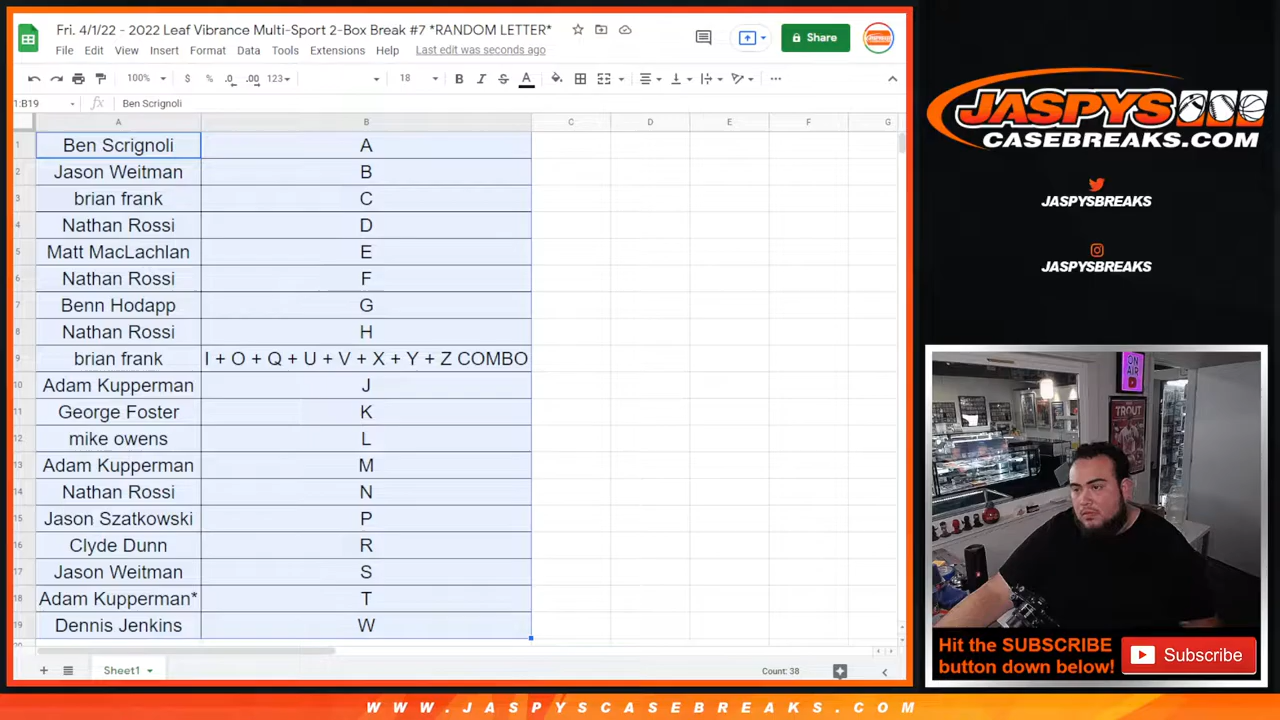 Fri. 4/1/22 - 2022 Leaf Vibrance Multi-Sport 2-Box Break #7 *RANDOM LETTER*
File Edit View Insert Format Data Tools Extensions Help Last edit was seconds ago
Share
100% $ % .0 .00 123 18 B I S A
1:B19 fx Ben Scrignoli
A B C D E F G
1 Ben Scrignoli A
2 Jason Weitman B
3 brian frank C
4 Nathan Rossi D
5 Matt MacLachlan E
6 Nathan Rossi F
7 Benn Hodapp G
8 Nathan Rossi H
9 brian frank I + O + Q + U + V + X + Y + Z COMBO
10 Adam Kupperman J
11 George Foster K
12 mike owens L
13 Adam Kupperman M
14 Nathan Rossi N
15 Jason Szatkowski P
16 Clyde Dunn R
17 Jason Weitman S
18 Adam Kupperman* T
19 Dennis Jenkins W
Sheet1
Count: 38
JASPYS
CASEBREAKS.COM
JASPYSBREAKS
JASPYSBREAKS
ON
AIR
TROUT
Hit the SUBSCRIBE
button down below!
Subscribe
WWW.JASPYSCASEBREAKS.COM